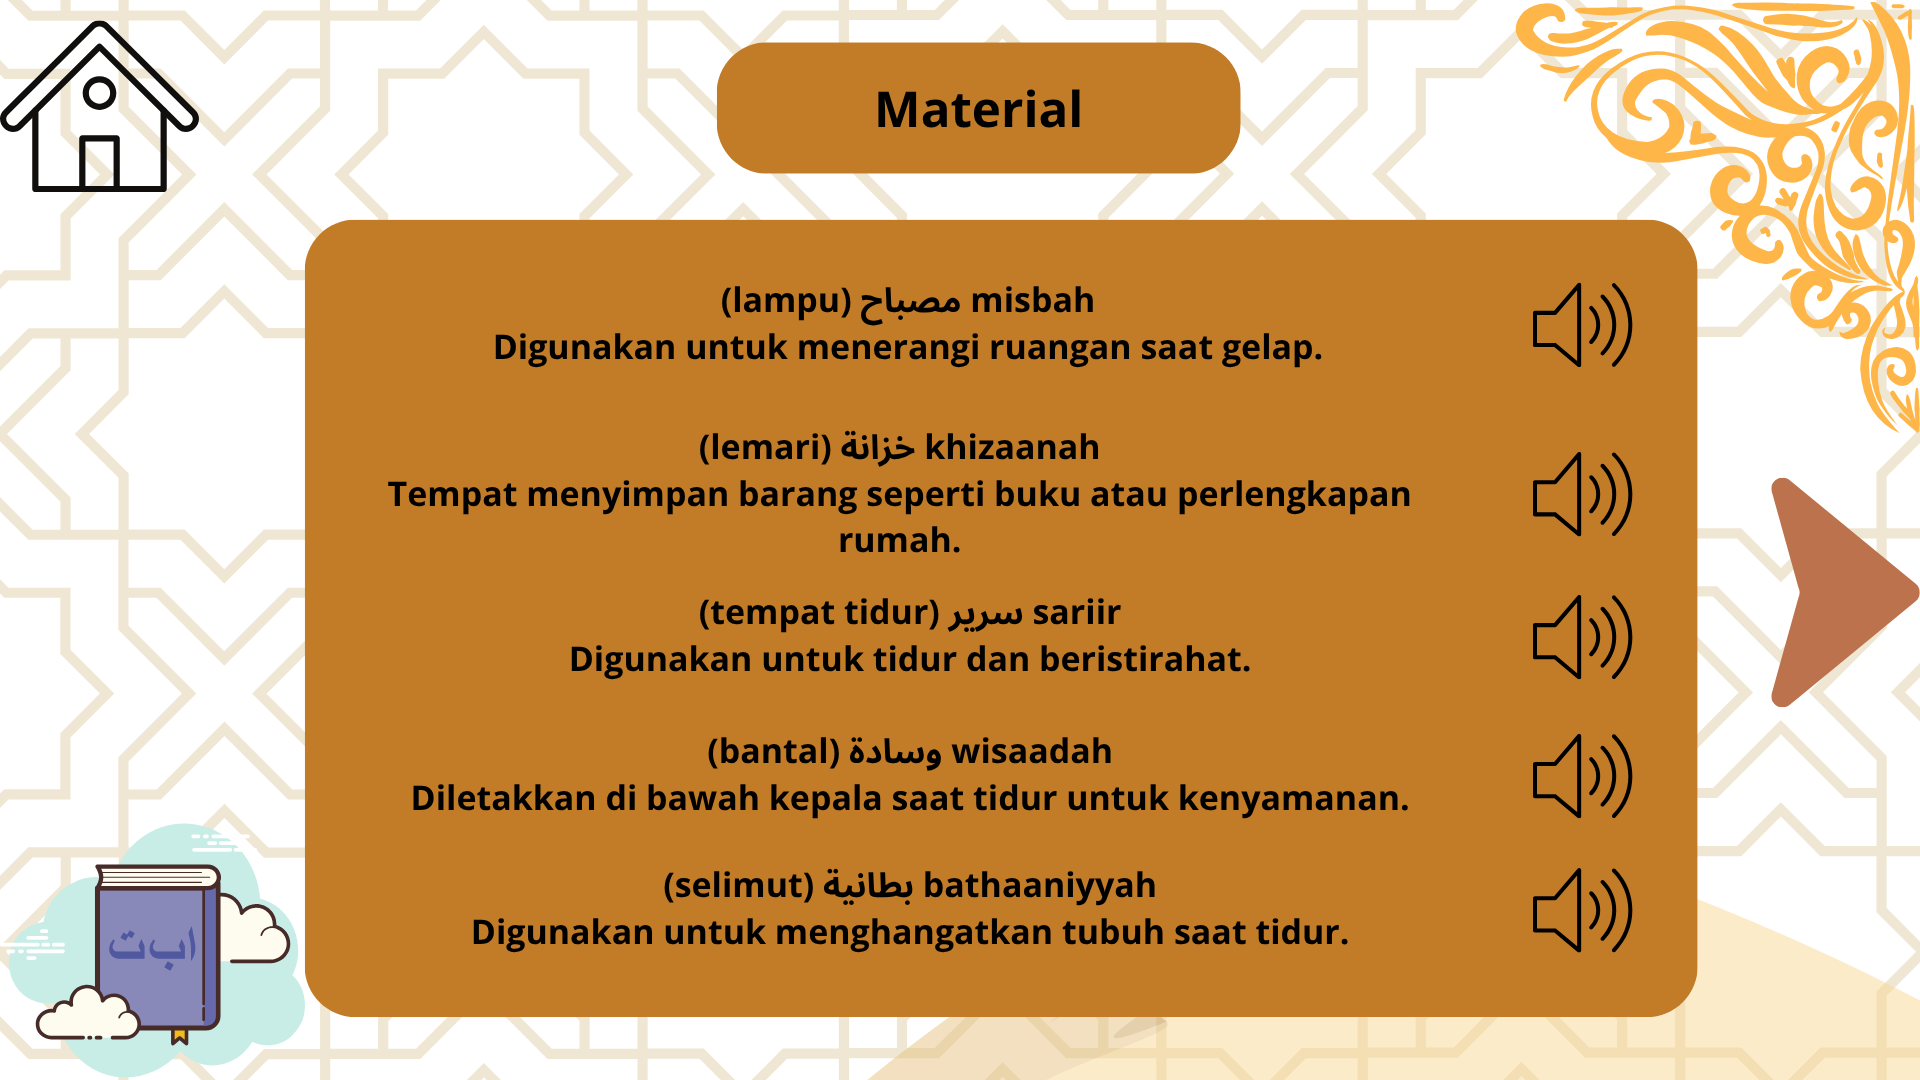 Material
(lampu) مصباح misbah
Digunakan untuk menerangi ruangan saat gelap.
(lemari) خزانة khizaanah
Tempat menyimpan barang seperti buku atau perlengkapan
rumah.
(tempat tidur) سرير sariir
Digunakan untuk tidur dan beristirahat.
(bantal) وسادة wisaadah
Diletakkan di bawah kepala saat tidur untuk kenyamanan.
(selimut) بطانية bathaaniyyah
Digunakan untuk menghangatkan tubuh saat tidur.
ا ب ت